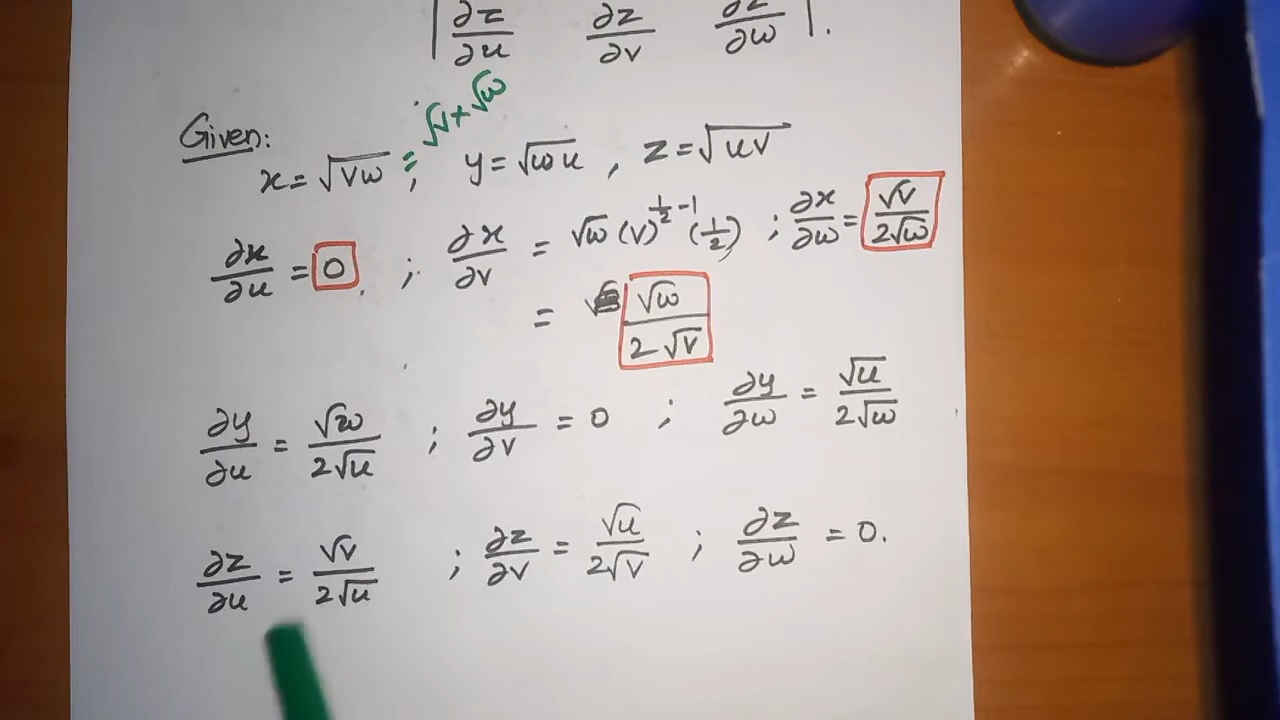 | ∂z/∂u ∂z/∂v ∂z/∂w |.
Given:
x = √vw = √v + √w ; y = √wu , z = √uv
∂x/∂u = 0 ; ∂x/∂v = √w (v)^(1/2 - 1) (1/2) ; ∂x/∂w = √v/2√w
= √w/2√v
∂y/∂u = √w/2√u ; ∂y/∂v = 0 ; ∂y/∂w = √u/2√w
∂z/∂u = √v/2√u ; ∂z/∂v = √u/2√v ; ∂z/∂w = 0.